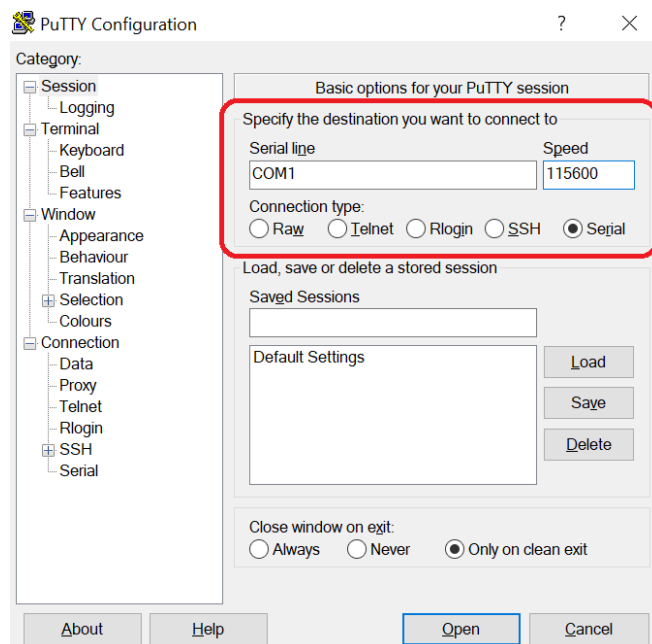 PuTTY Configuration
?
Category:
Session
Logging
Terminal
Keyboard
Bell
Features
Window
Appearance
Behaviour
Translation
Selection
Colours
Connection
Data
Proxy
Telnet
Rlogin
SSH
Serial
Basic options for your PuTTY session
Specify the destination you want to connect to
Serial line Speed
COM1 115600
Connection type:
Raw Telnet Rlogin SSH Serial
Load, save or delete a stored session
Saved Sessions
Default Settings
Load
Save
Delete
Close window on exit:
Always Never Only on clean exit
About Help Open Cancel